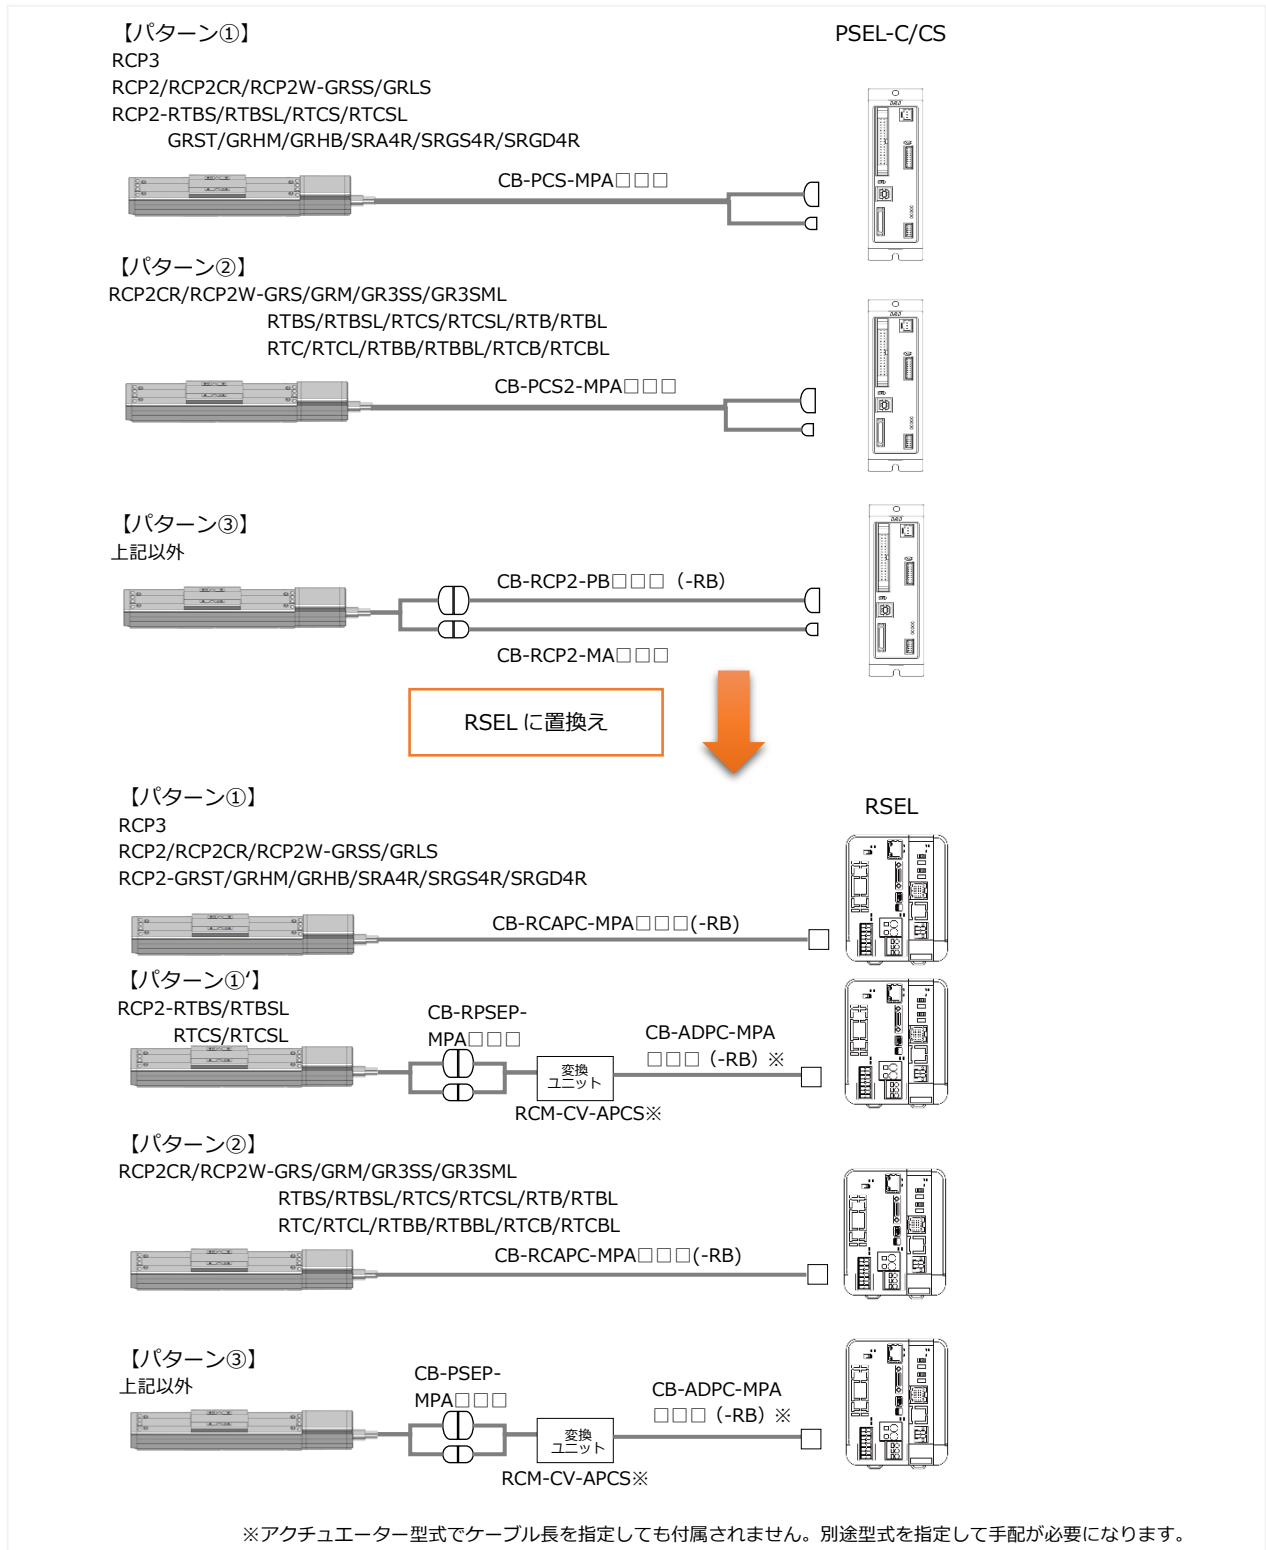 【パターン①】
PSEL-C/CS
RCP3
RCP2/RCP2CR/RCP2W-GRSS/GRLS
RCP2-RTBS/RTBSL/RTCS/RTCSL
GRST/GRHM/GRHB/SRA4R/SRGS4R/SRGD4R
CB-PCS-MPA□□□
【パターン②】
RCP2CR/RCP2W-GRS/GRM/GR3SS/GR3SML
RTBS/RTBSL/RTCS/RTCSL/RTB/RTBL
RTC/RTCL/RTBB/RTBBL/RTCB/RTCBL
CB-PCS2-MPA□□□
【パターン③】
上記以外
CB-RCP2-PB□□□（-RB）
CB-RCP2-MA□□□
RSEL に置換え
【パターン①】
RSEL
RCP3
RCP2/RCP2CR/RCP2W-GRSS/GRLS
RCP2-GRST/GRHM/GRHB/SRA4R/SRGS4R/SRGD4R
CB-RCAPC-MPA□□□(-RB)
【パターン①‘】
RCP2-RTBS/RTBSL
RTCS/RTCSL
CB-RPSEP-
MPA□□□
CB-ADPC-MPA
□□□（-RB）※
変換
ユニット
RCM-CV-APCS※
【パターン②】
RCP2CR/RCP2W-GRS/GRM/GR3SS/GR3SML
RTBS/RTBSL/RTCS/RTCSL/RTB/RTBL
RTC/RTCL/RTBB/RTBBL/RTCB/RTCBL
CB-RCAPC-MPA□□□(-RB)
【パターン③】
上記以外
CB-PSEP-
MPA□□□
CB-ADPC-MPA
□□□（-RB）※
変換
ユニット
RCM-CV-APCS※
※アクチュエーター型式でケーブル長を指定しても付属されません。別途型式を指定して手配が必要になります。